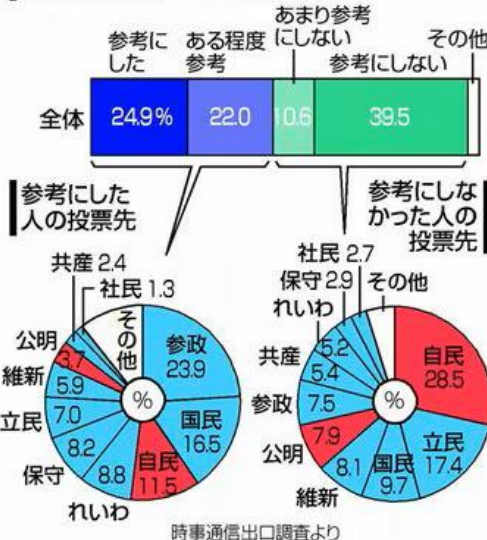 参考に
した
ある程度
参考
あまり参考
にしない
参考にしない
その他
全体
24.9%
22.0
10.6
39.5
参考にした
人の投票先
参考にしな
かった人の
投票先
共産 2.4
社民 1.3
その他
公明
3.7
維新
5.9
立民
7.0
保守
8.2
れいわ
8.8
自民
11.5
国民
16.5
参政
23.9
%
社民 2.7
保守 2.9
その他
れいわ
5.2
共産
5.4
参政
7.5
公明
7.9
維新
8.1
国民
9.7
立民
17.4
自民
28.5
%
時事通信出口調査より